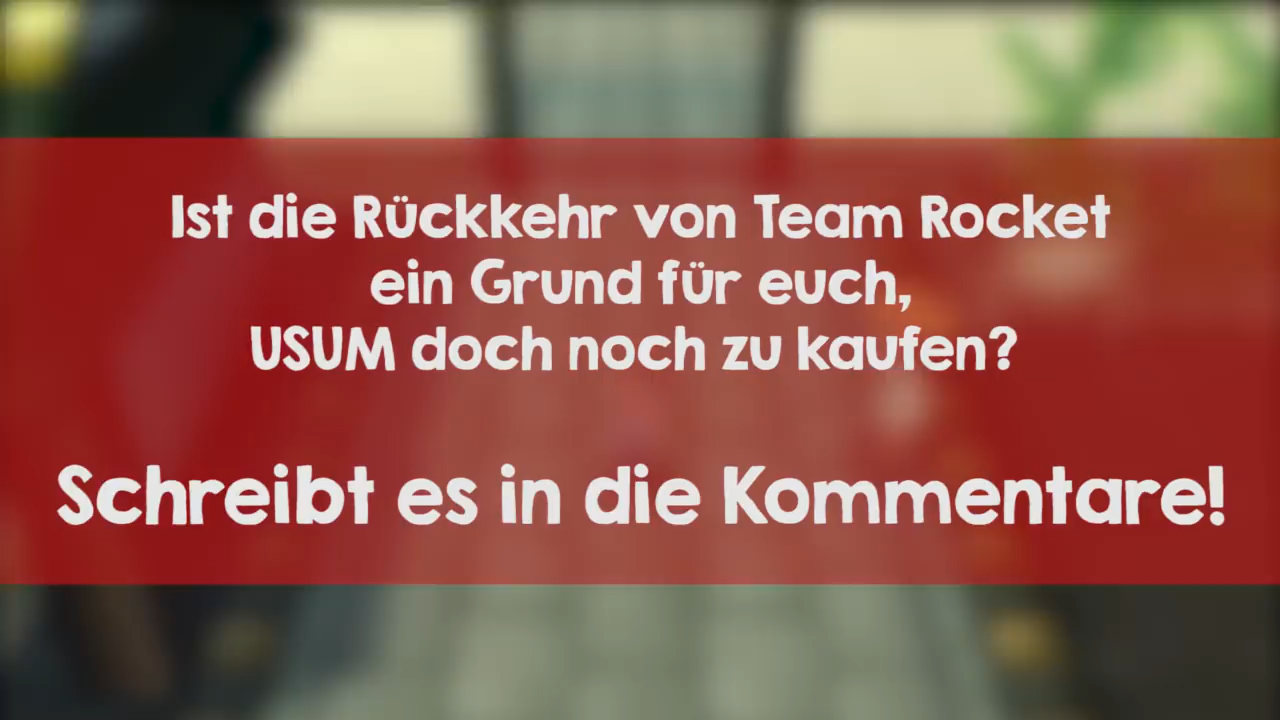 Ist die Rückkehr von Team Rocket
ein Grund für euch,
USUM doch noch zu kaufen?
Schreibt es in die Kommentare!